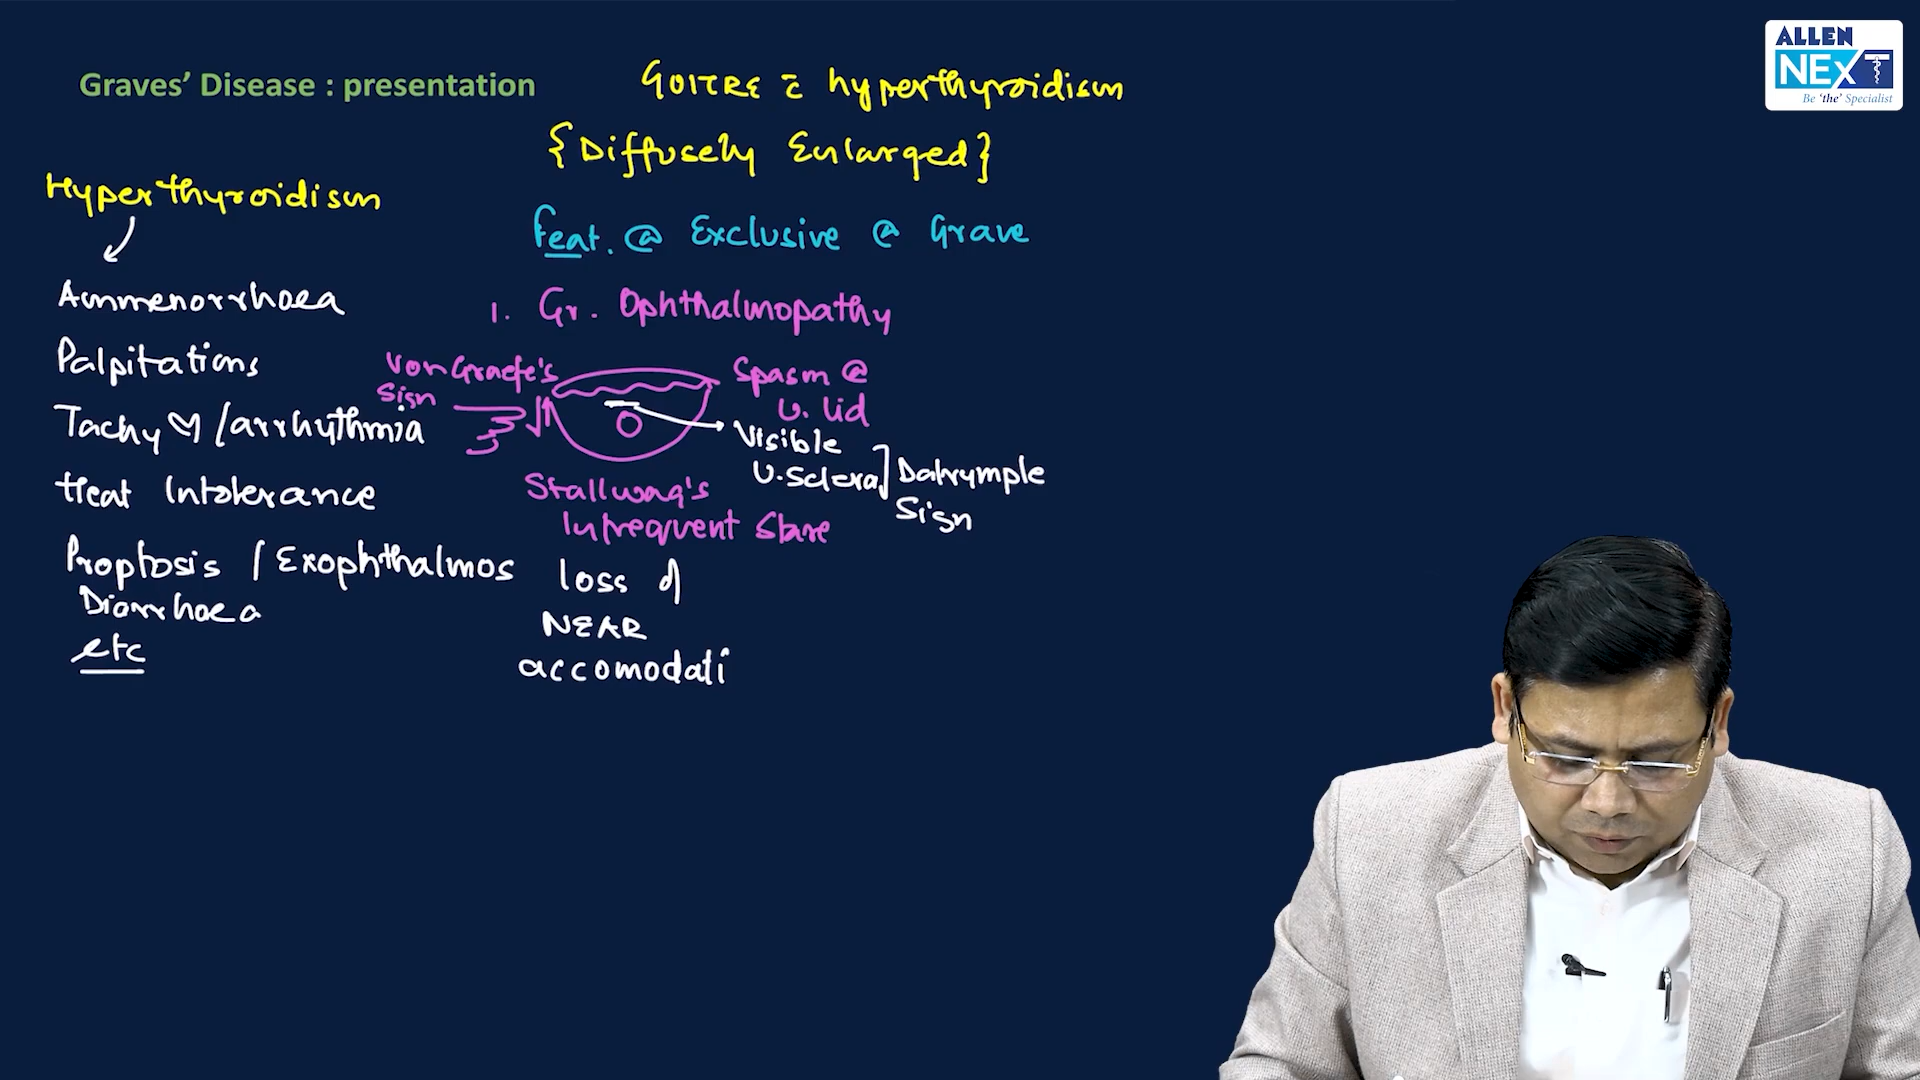 Graves’ Disease : presentation
GOITRE c̄ hyperthyroidism
{Diffusely Enlarged}
Hyperthyroidism
Ammenorrhoea
Palpitations
Tachy ♡ /arrhythmia
Heat Intolerance
Proptosis / Exophthalmos
Diarrhoea
etc
feat. @ Exclusive @ Grave
1. Gr. Ophthalmopathy
Von Graefe's
Sign
Spasm @
U. lid
Visible
U. Sclera] Dalrymple
Sign
Stallwag's
Infrequent Stare
loss of
NEAR
accomodati
ALLEN
NExT
Be ‘the’ Specialist